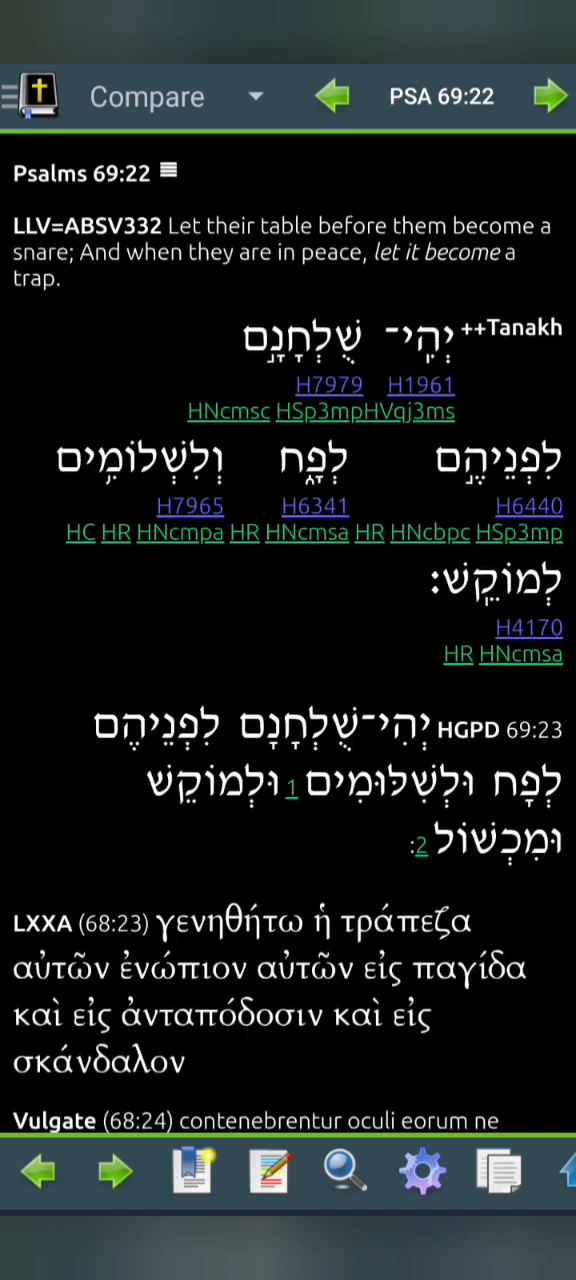 Compare
PSA 69:22
Psalms 69:22
LLV=ABSV332 Let their table before them become a
snare; And when they are in peace, let it become a
trap.
++Tanakh יְהִֽי־ שֻׁלְחָנָ֣ם
H7979 H1961
HNcmsc HSp3mpHVqj3ms
לִפְנֵיהֶ֣ם לְפָ֑ח וְלִשְׁלוֹמִ֥ים
H7965 H6341 H6440
HC HR HNcmpa HR HNcmsa HR HNcbpc HSp3mp
לְמוֹקֵֽשׁ׃
H4170
HR HNcmsa
HGPD 69:23 יְהִי־שֻׁלְחָנָם לִפְנֵיהֶם
לְפָח וּלְשִׁלּוּמִים 1 וּלְמוֹקֵשׁ
וּמִכְשׁוֹל 2:
LXXA (68:23) γενηθήτω ἡ τράπεζα
αὐτῶν ἐνώπιον αὐτῶν εἰς παγίδα
καὶ εἰς ἀνταπόδοσιν καὶ εἰς
σκάνδαλον
Vulgate (68:24) contenebrentur oculi eorum ne